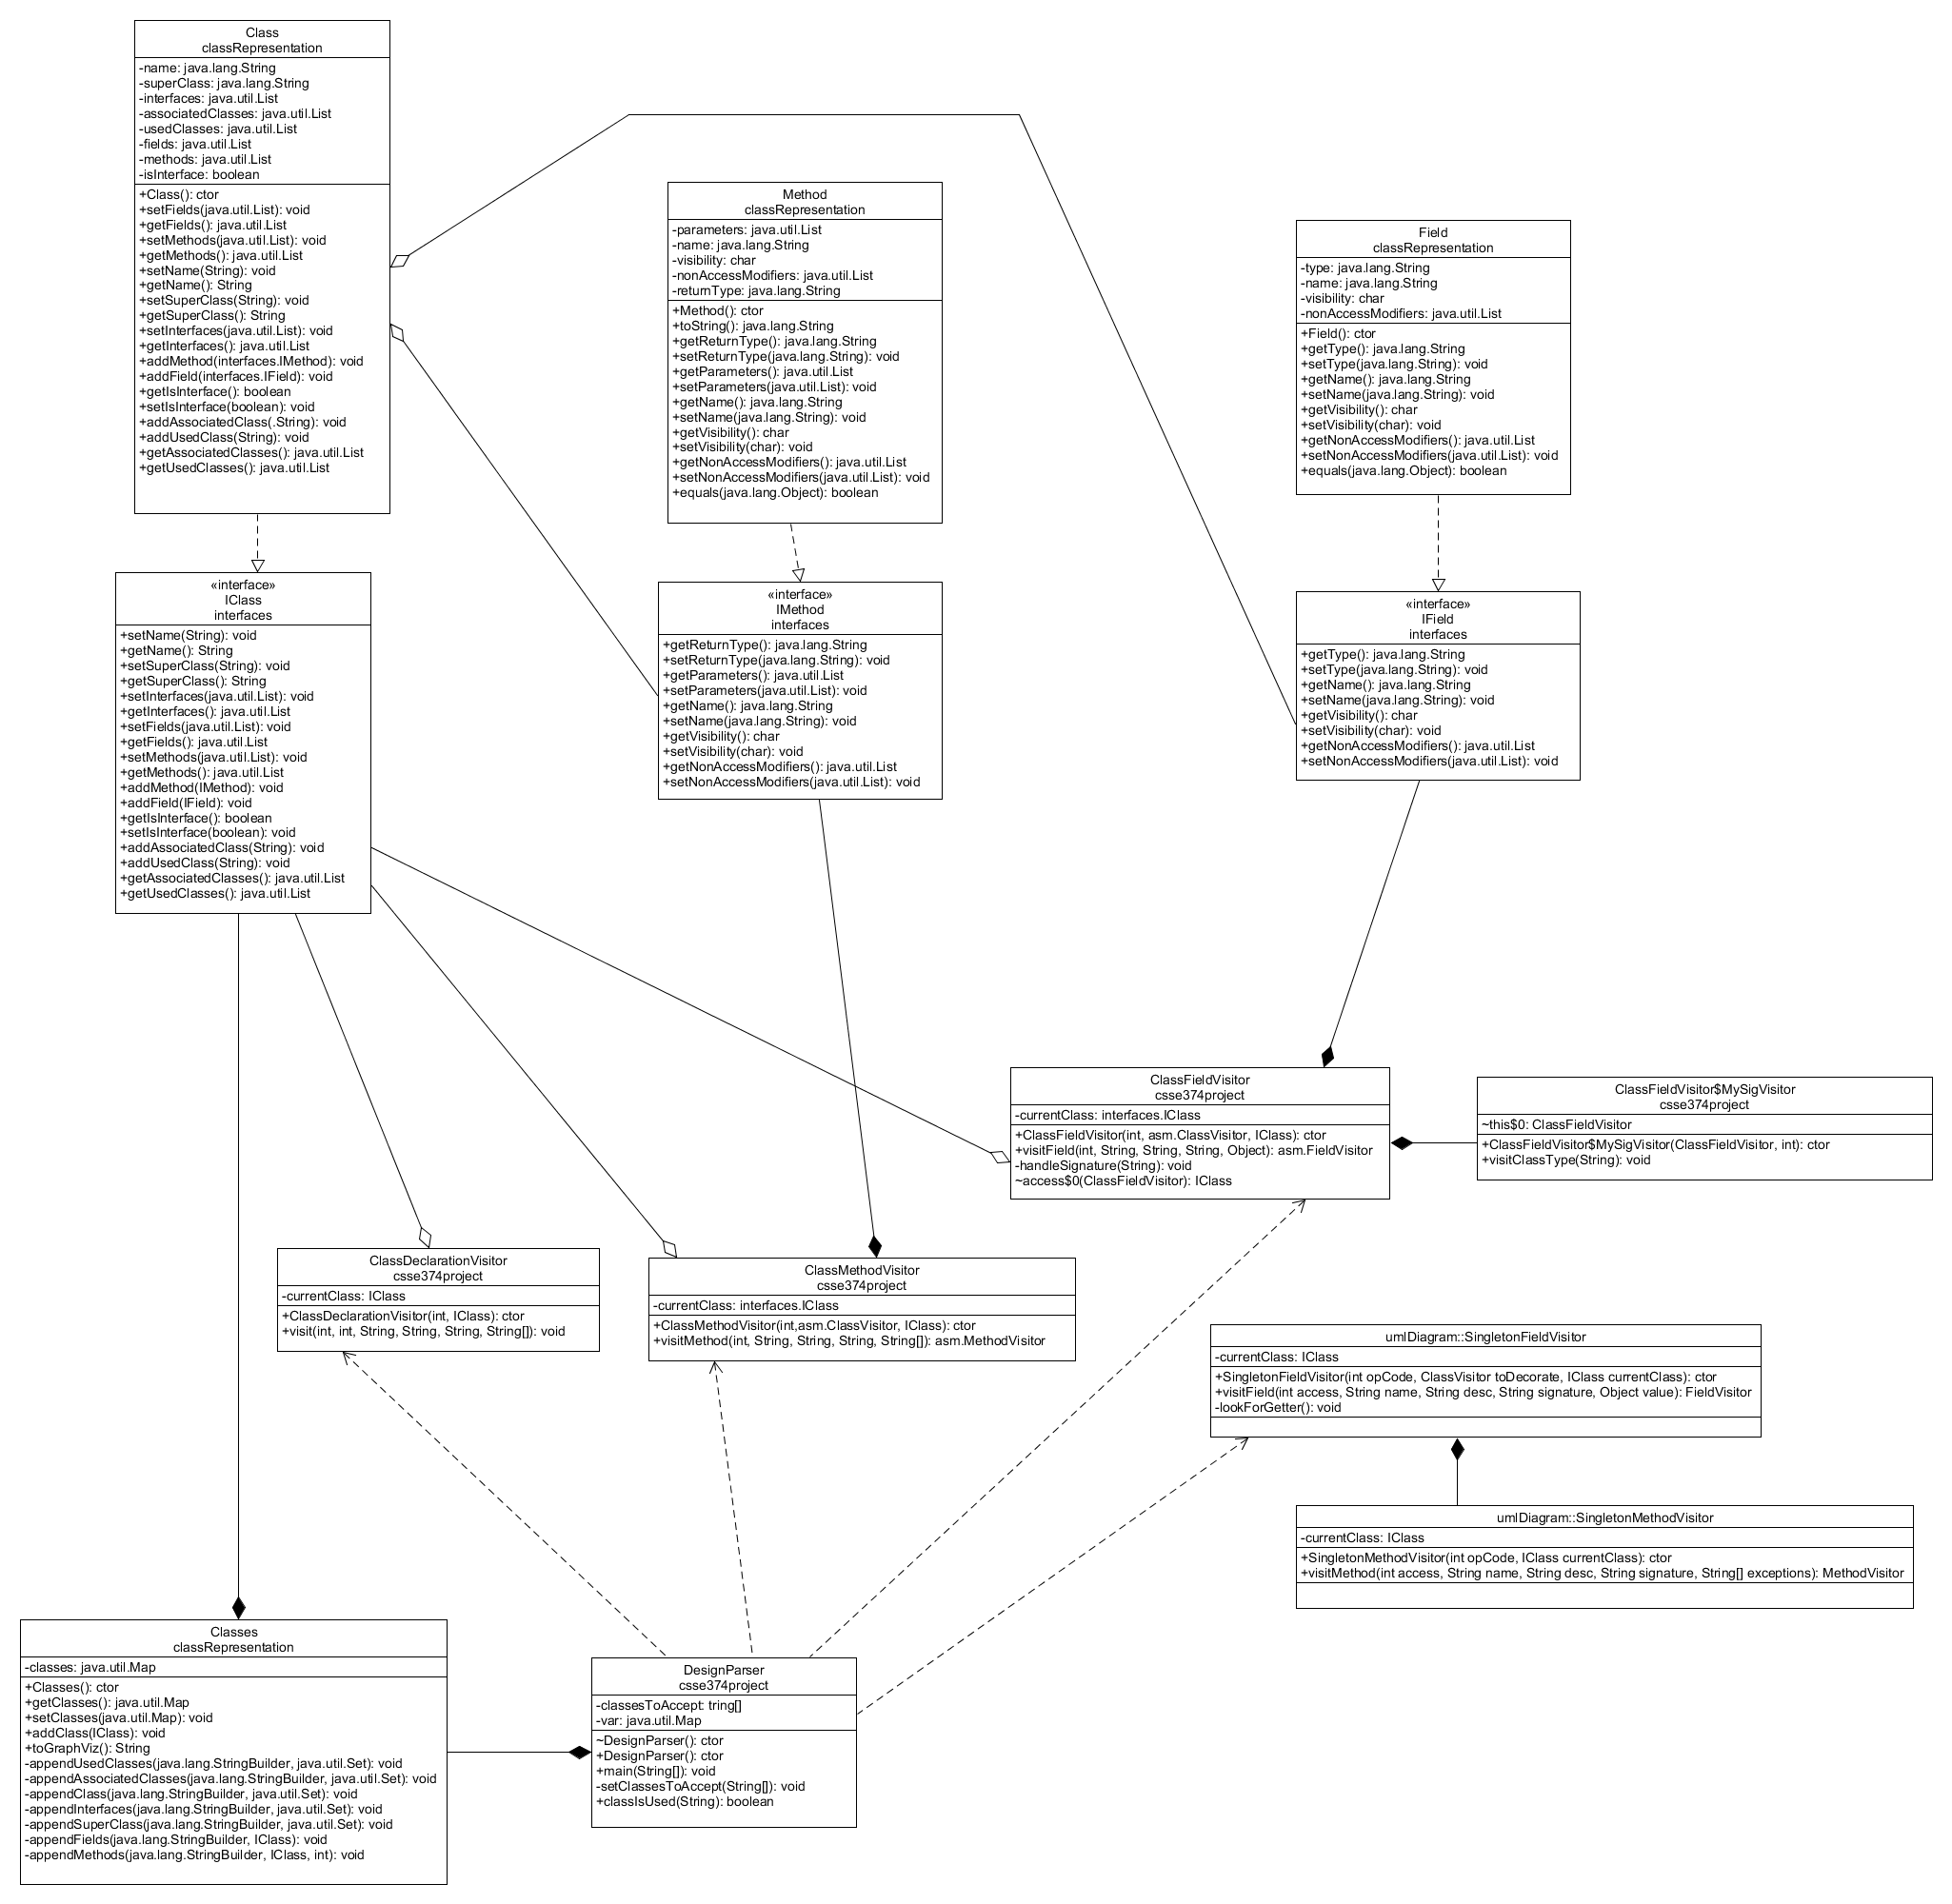 Class
classRepresentation
-name: java.lang.String
-superClass: java.lang.String
-interfaces: java.util.List
-associatedClasses: java.util.List
-usedClasses: java.util.List
-fields: java.util.List
-methods: java.util.List
-isInterface: boolean
+Class(): ctor
+setFields(java.util.List): void
+getFields(): java.util.List
+setMethods(java.util.List): void
+getMethods(): java.util.List
+setName(String): void
+getName(): String
+setSuperClass(String): void
+getSuperClass(): String
+setInterfaces(java.util.List): void
+getInterfaces(): java.util.List
+addMethod(interfaces.IMethod): void
+addField(interfaces.IField): void
+getIsInterface(): boolean
+setIsInterface(boolean): void
+addAssociatedClass(.String): void
+addUsedClass(String): void
+getAssociatedClasses(): java.util.List
+getUsedClasses(): java.util.List
Method
classRepresentation
-parameters: java.util.List
-name: java.lang.String
-visibility: char
-nonAccessModifiers: java.util.List
-returnType: java.lang.String
+Method(): ctor
+toString(): java.lang.String
+getReturnType(): java.lang.String
+setReturnType(java.lang.String): void
+getParameters(): java.util.List
+setParameters(java.util.List): void
+getName(): java.lang.String
+setName(java.lang.String): void
+getVisibility(): char
+setVisibility(char): void
+getNonAccessModifiers(): java.util.List
+setNonAccessModifiers(java.util.List): void
+equals(java.lang.Object): boolean
Field
classRepresentation
-type: java.lang.String
-name: java.lang.String
-visibility: char
-nonAccessModifiers: java.util.List
+Field(): ctor
+getType(): java.lang.String
+setType(java.lang.String): void
+getName(): java.lang.String
+setName(java.lang.String): void
+getVisibility(): char
+setVisibility(char): void
+getNonAccessModifiers(): java.util.List
+setNonAccessModifiers(java.util.List): void
+equals(java.lang.Object): boolean
«interface»
IClass
interfaces
+setName(String): void
+getName(): String
+setSuperClass(String): void
+getSuperClass(): String
+setInterfaces(java.util.List): void
+getInterfaces(): java.util.List
+setFields(java.util.List): void
+getFields(): java.util.List
+setMethods(java.util.List): void
+getMethods(): java.util.List
+addMethod(IMethod): void
+addField(IField): void
+getIsInterface(): boolean
+setIsInterface(boolean): void
+addAssociatedClass(String): void
+addUsedClass(String): void
+getAssociatedClasses(): java.util.List
+getUsedClasses(): java.util.List
«interface»
IMethod
interfaces
+getReturnType(): java.lang.String
+setReturnType(java.lang.String): void
+getParameters(): java.util.List
+setParameters(java.util.List): void
+getName(): java.lang.String
+setName(java.lang.String): void
+getVisibility(): char
+setVisibility(char): void
+getNonAccessModifiers(): java.util.List
+setNonAccessModifiers(java.util.List): void
«interface»
IField
interfaces
+getType(): java.lang.String
+setType(java.lang.String): void
+getName(): java.lang.String
+setName(java.lang.String): void
+getVisibility(): char
+setVisibility(char): void
+getNonAccessModifiers(): java.util.List
+setNonAccessModifiers(java.util.List): void
ClassFieldVisitor
csse374project
-currentClass: interfaces.IClass
+ClassFieldVisitor(int, asm.ClassVisitor, IClass): ctor
+visitField(int, String, String, String, Object): asm.FieldVisitor
-handleSignature(String): void
~access$0(ClassFieldVisitor): IClass
ClassFieldVisitor$MySigVisitor
csse374project
~this$0: ClassFieldVisitor
+ClassFieldVisitor$MySigVisitor(ClassFieldVisitor, int): ctor
+visitClassType(String): void
ClassDeclarationVisitor
csse374project
-currentClass: IClass
+ClassDeclarationVisitor(int, IClass): ctor
+visit(int, int, String, String, String, String[]): void
ClassMethodVisitor
csse374project
-currentClass: interfaces.IClass
+ClassMethodVisitor(int,asm.ClassVisitor, IClass): ctor
+visitMethod(int, String, String, String, String[]): asm.MethodVisitor
umlDiagram::SingletonFieldVisitor
-currentClass: IClass
+SingletonFieldVisitor(int opCode, ClassVisitor toDecorate, IClass currentClass): ctor
+visitField(int access, String name, String desc, String signature, Object value): FieldVisitor
-lookForGetter(): void
umlDiagram::SingletonMethodVisitor
-currentClass: IClass
+SingletonMethodVisitor(int opCode, IClass currentClass): ctor
+visitMethod(int access, String name, String desc, String signature, String[] exceptions): MethodVisitor
Classes
classRepresentation
-classes: java.util.Map
+Classes(): ctor
+getClasses(): java.util.Map
+setClasses(java.util.Map): void
+addClass(IClass): void
+toGraphViz(): String
-appendUsedClasses(java.lang.StringBuilder, java.util.Set): void
-appendAssociatedClasses(java.lang.StringBuilder, java.util.Set): void
-appendClass(java.lang.StringBuilder, java.util.Set): void
-appendInterfaces(java.lang.StringBuilder, java.util.Set): void
-appendSuperClass(java.lang.StringBuilder, java.util.Set): void
-appendFields(java.lang.StringBuilder, IClass): void
-appendMethods(java.lang.StringBuilder, IClass, int): void
DesignParser
csse374project
-classesToAccept: tring[]
-var: java.util.Map
~DesignParser(): ctor
+DesignParser(): ctor
+main(String[]): void
-setClassesToAccept(String[]): void
+classIsUsed(String): boolean